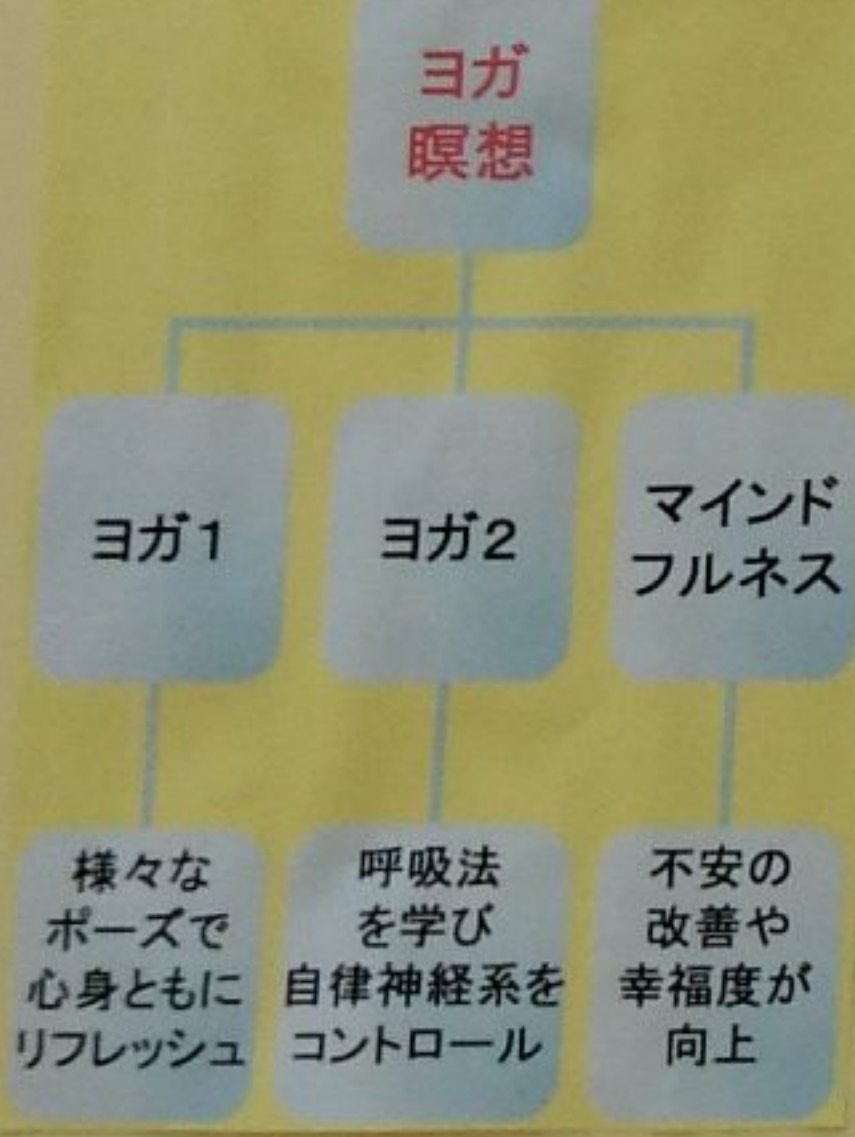 ヨガ
瞑想
ヨガ1
ヨガ2
マインド
フルネス
様々な
ポーズで
心身ともに
リフレッシュ
呼吸法
を学び
自律神経系を
コントロール
不安の
改善や
幸福度が
向上